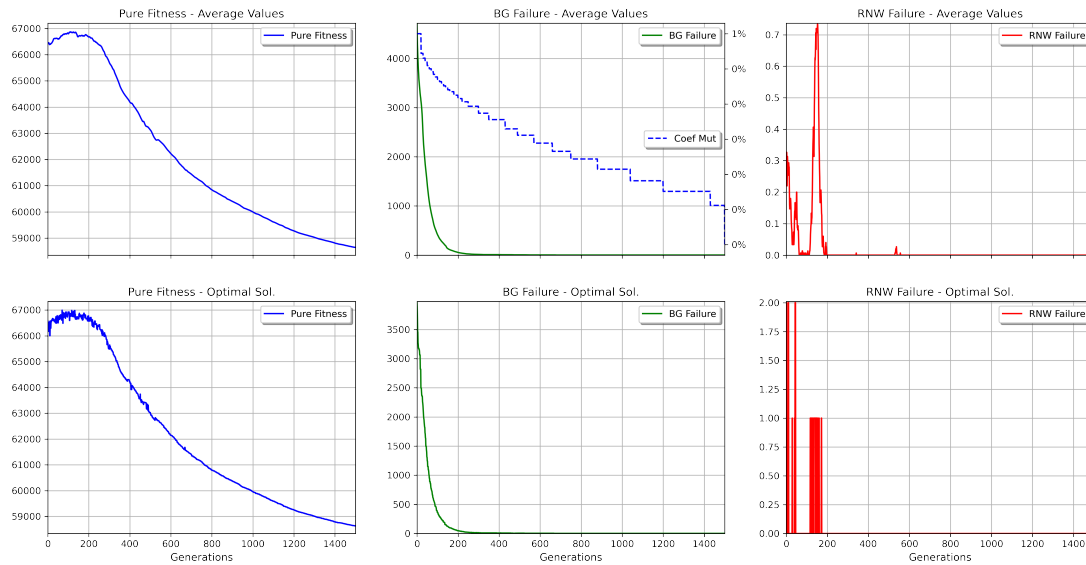 Pure Fitness - Average Values
67000
66000
65000
64000
63000
62000
61000
60000
59000
Pure Fitness
BG Failure - Average Values
4000
3000
2000
1000
0
BG Failure
Coef Mut
1%
0%
0%
0%
0%
0%
0%
RNW Failure - Average Values
0.7
0.6
0.5
0.4
0.3
0.2
0.1
0.0
RNW Failure
Pure Fitness - Optimal Sol.
67000
66000
65000
64000
63000
62000
61000
60000
59000
Pure Fitness
0 200 400 600 800 1000 1200 1400
Generations
BG Failure - Optimal Sol.
3500
3000
2500
2000
1500
1000
500
0
BG Failure
0 200 400 600 800 1000 1200 1400
Generations
RNW Failure - Optimal Sol.
2.00
1.75
1.50
1.25
1.00
0.75
0.50
0.25
0.00
RNW Failure
0 200 400 600 800 1000 1200 1400
Generations